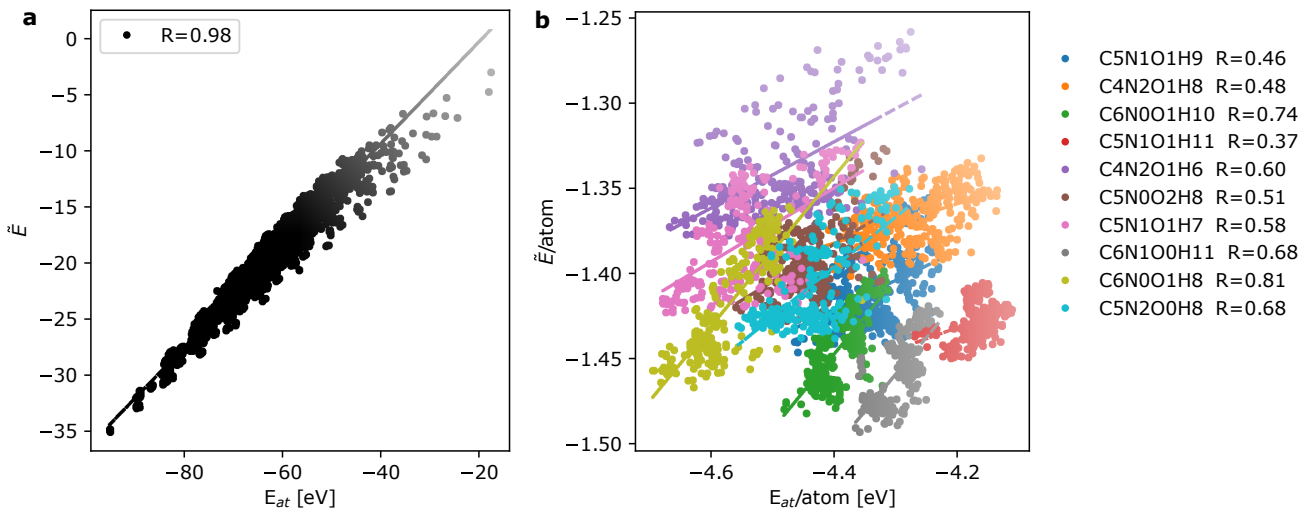 a
R=0.98
0
−5
−10
−15
−20
−25
−30
−35
Ẽ
−80
−60
−40
−20
E_at [eV]
b
−1.25
−1.30
−1.35
−1.40
−1.45
−1.50
Ẽ/atom
−4.6
−4.4
−4.2
E_at/atom [eV]
C5N1O1H9 R=0.46
C4N2O1H8 R=0.48
C6N0O1H10 R=0.74
C5N1O1H11 R=0.37
C4N2O1H6 R=0.60
C5N0O2H8 R=0.51
C5N1O1H7 R=0.58
C6N1O0H11 R=0.68
C6N0O1H8 R=0.81
C5N2O0H8 R=0.68